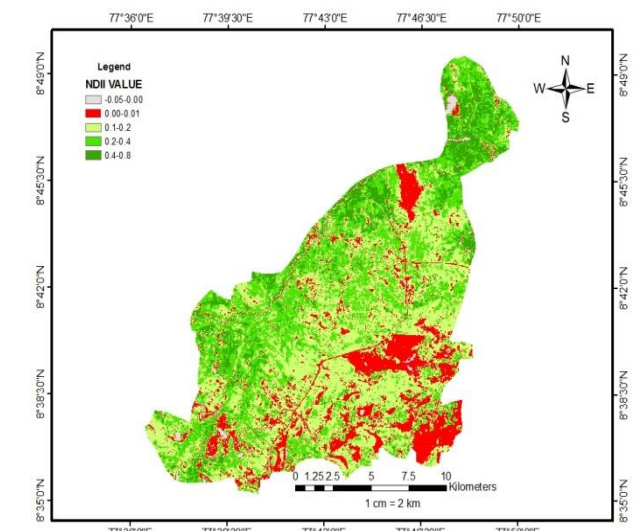 77°36'0"E 77°39'30"E 77°43'0"E 77°46'30"E 77°50'0"E
8°49'0"N 8°49'0"N
8°45'30"N 8°45'30"N
8°42'0"N 8°42'0"N
8°38'30"N 8°38'30"N
8°35'0"N 8°35'0"N
Legend
NDII VALUE
-0.05-0.00
0.00-0.01
0.1-0.2
0.2-0.4
0.4-0.8
N
W E
S
0 1.25 2.5 5 7.5 10
Kilometers
1 cm = 2 km